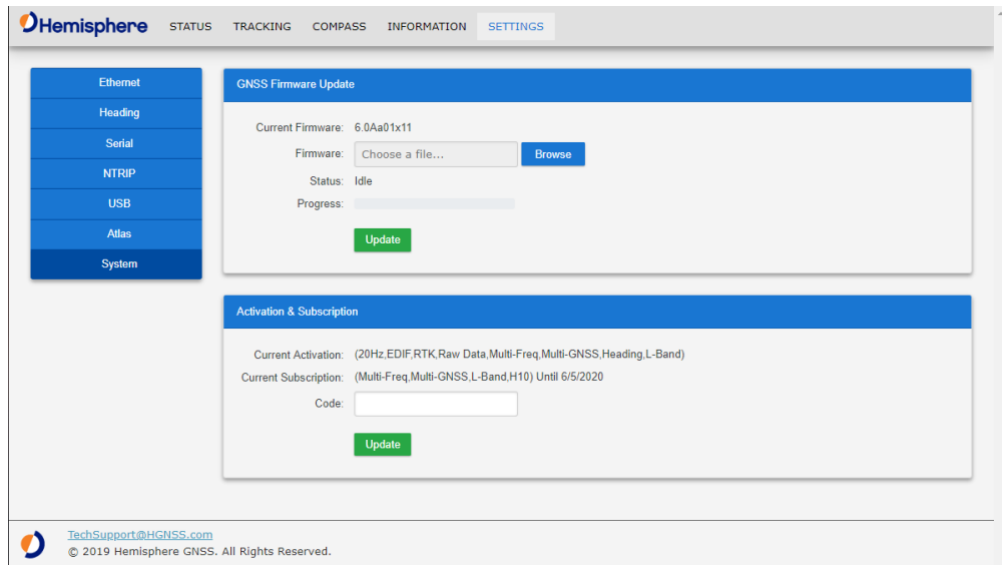 Hemisphere STATUS TRACKING COMPASS INFORMATION SETTINGS
Ethernet
Heading
Serial
NTRIP
USB
Atlas
System
GNSS Firmware Update
Current Firmware: 6.0Aa01x11
Firmware: Choose a file... Browse
Status: Idle
Progress:
Update
Activation & Subscription
Current Activation: (20Hz,EDIF,RTK,Raw Data,Multi-Freq,Multi-GNSS,Heading,L-Band)
Current Subscription: (Multi-Freq,Multi-GNSS,L-Band,H10) Until 6/5/2020
Code:
Update
TechSupport@HGNSS.com
© 2019 Hemisphere GNSS. All Rights Reserved.